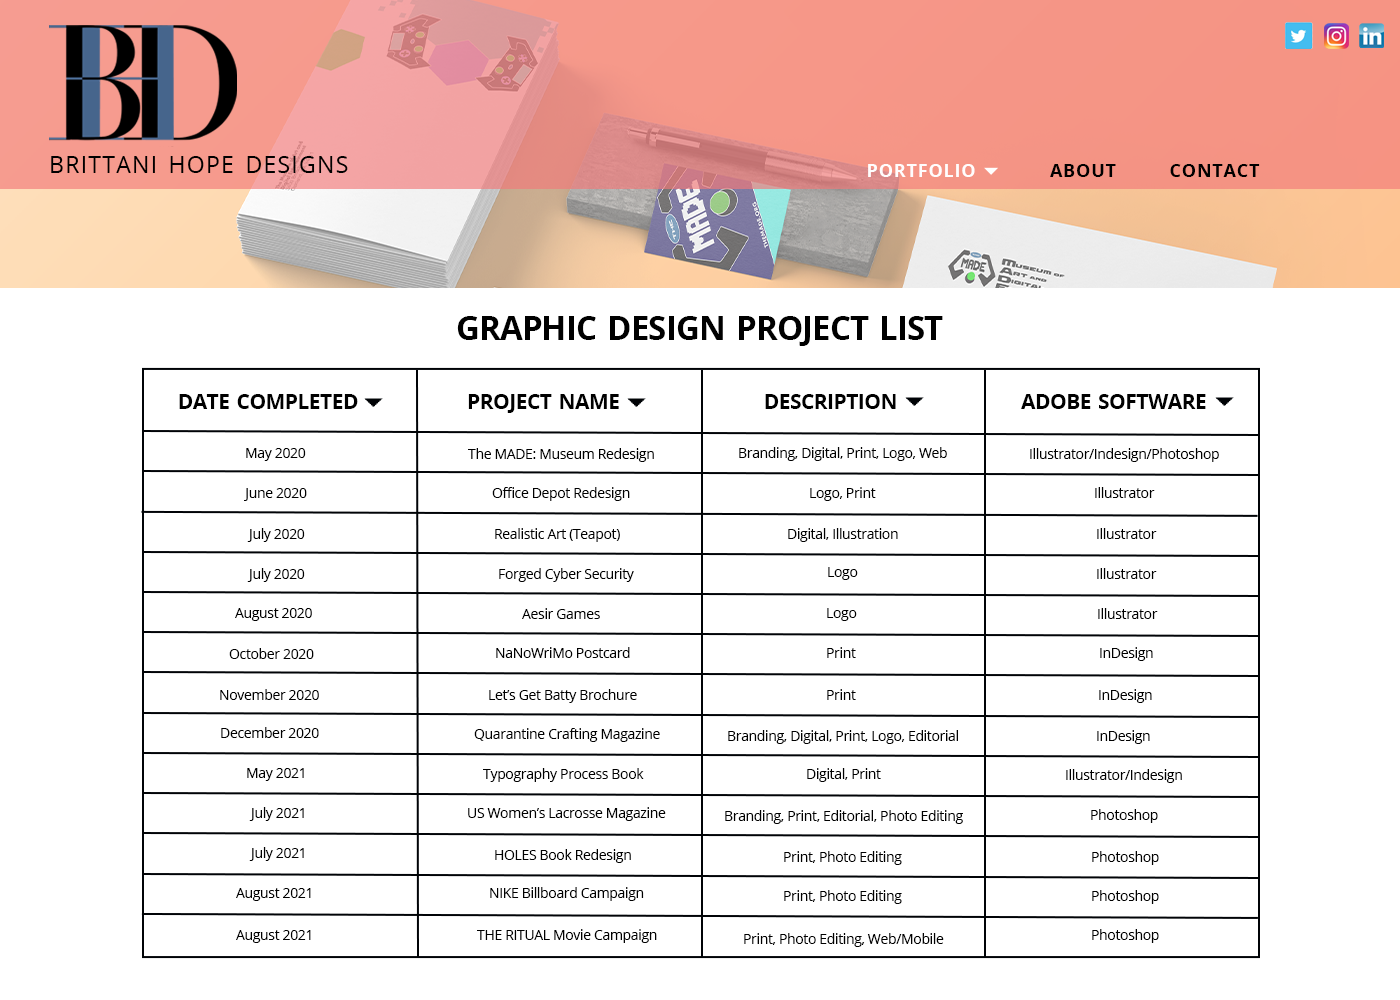 BD
BRITTANI HOPE DESIGNS
PORTFOLIO
ABOUT
CONTACT
THE
MADE
THEMADE.ORG
THE
MADE
MUSEUM OF
ART AND
DIGITAL
GRAPHIC DESIGN PROJECT LIST
DATE COMPLETED PROJECT NAME DESCRIPTION ADOBE SOFTWARE
May 2020 The MADE: Museum Redesign Branding, Digital, Print, Logo, Web Illustrator/Indesign/Photoshop
June 2020 Office Depot Redesign Logo, Print Illustrator
July 2020 Realistic Art (Teapot) Digital, Illustration Illustrator
July 2020 Forged Cyber Security Logo Illustrator
August 2020 Aesir Games Logo Illustrator
October 2020 NaNoWriMo Postcard Print InDesign
November 2020 Let's Get Batty Brochure Print InDesign
December 2020 Quarantine Crafting Magazine Branding, Digital, Print, Logo, Editorial InDesign
May 2021 Typography Process Book Digital, Print Illustrator/Indesign
July 2021 US Women's Lacrosse Magazine Branding, Print, Editorial, Photo Editing Photoshop
July 2021 HOLES Book Redesign Print, Photo Editing Photoshop
August 2021 NIKE Billboard Campaign Print, Photo Editing Photoshop
August 2021 THE RITUAL Movie Campaign Print, Photo Editing, Web/Mobile Photoshop